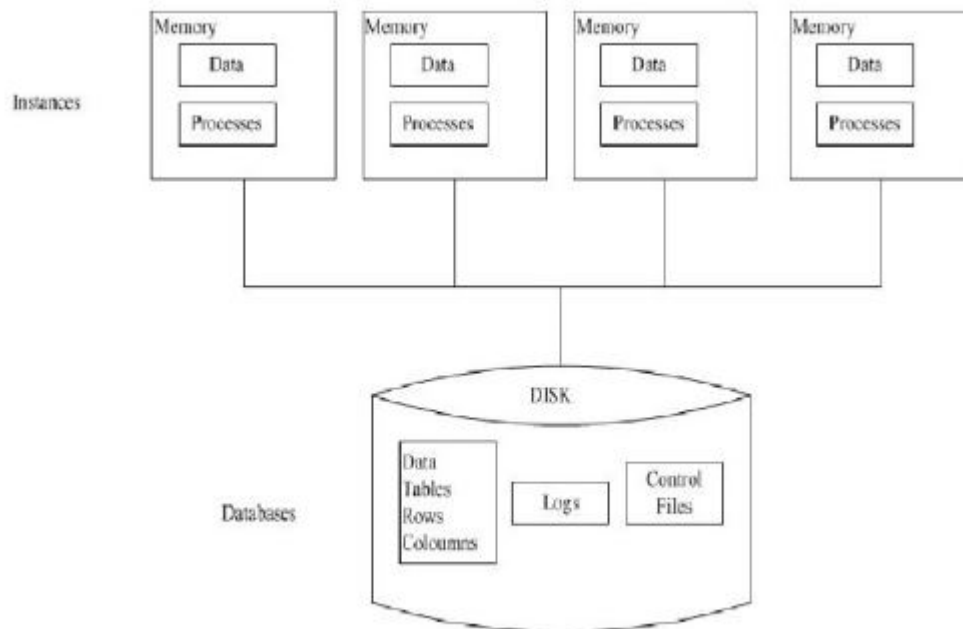 Memory
Memory
Memory
Memory
Data
Data
Data
Data
Instances
Processes
Processes
Processes
Processes
DISK
Data
Tables
Rows
Coloumns
Logs
Control
Files
Databases